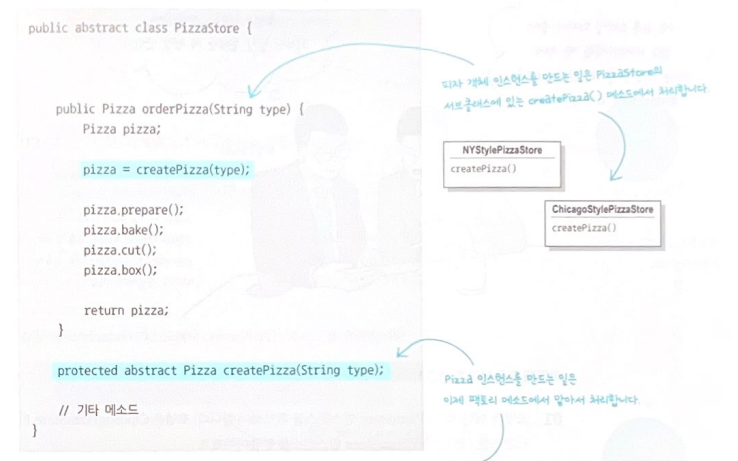 public abstract class PizzaStore {
피자 객체 인스턴스를 만드는 일은 PizzaStore의
서브클래스에 있는 createPizza() 메소드에서 처리합니다.
public Pizza orderPizza(String type) {
Pizza pizza;
pizza = createPizza(type);
pizza.prepare();
pizza.bake();
pizza.cut();
pizza.box();
return pizza;
}
NYStylePizzaStore
createPizza()
ChicagoStylePizzaStore
createPizza()
protected abstract Pizza createPizza(String type);
Pizza 인스턴스를 만드는 일은
이제 팩토리 메소드에서 맡아서 처리합니다.
// 기타 메소드
}